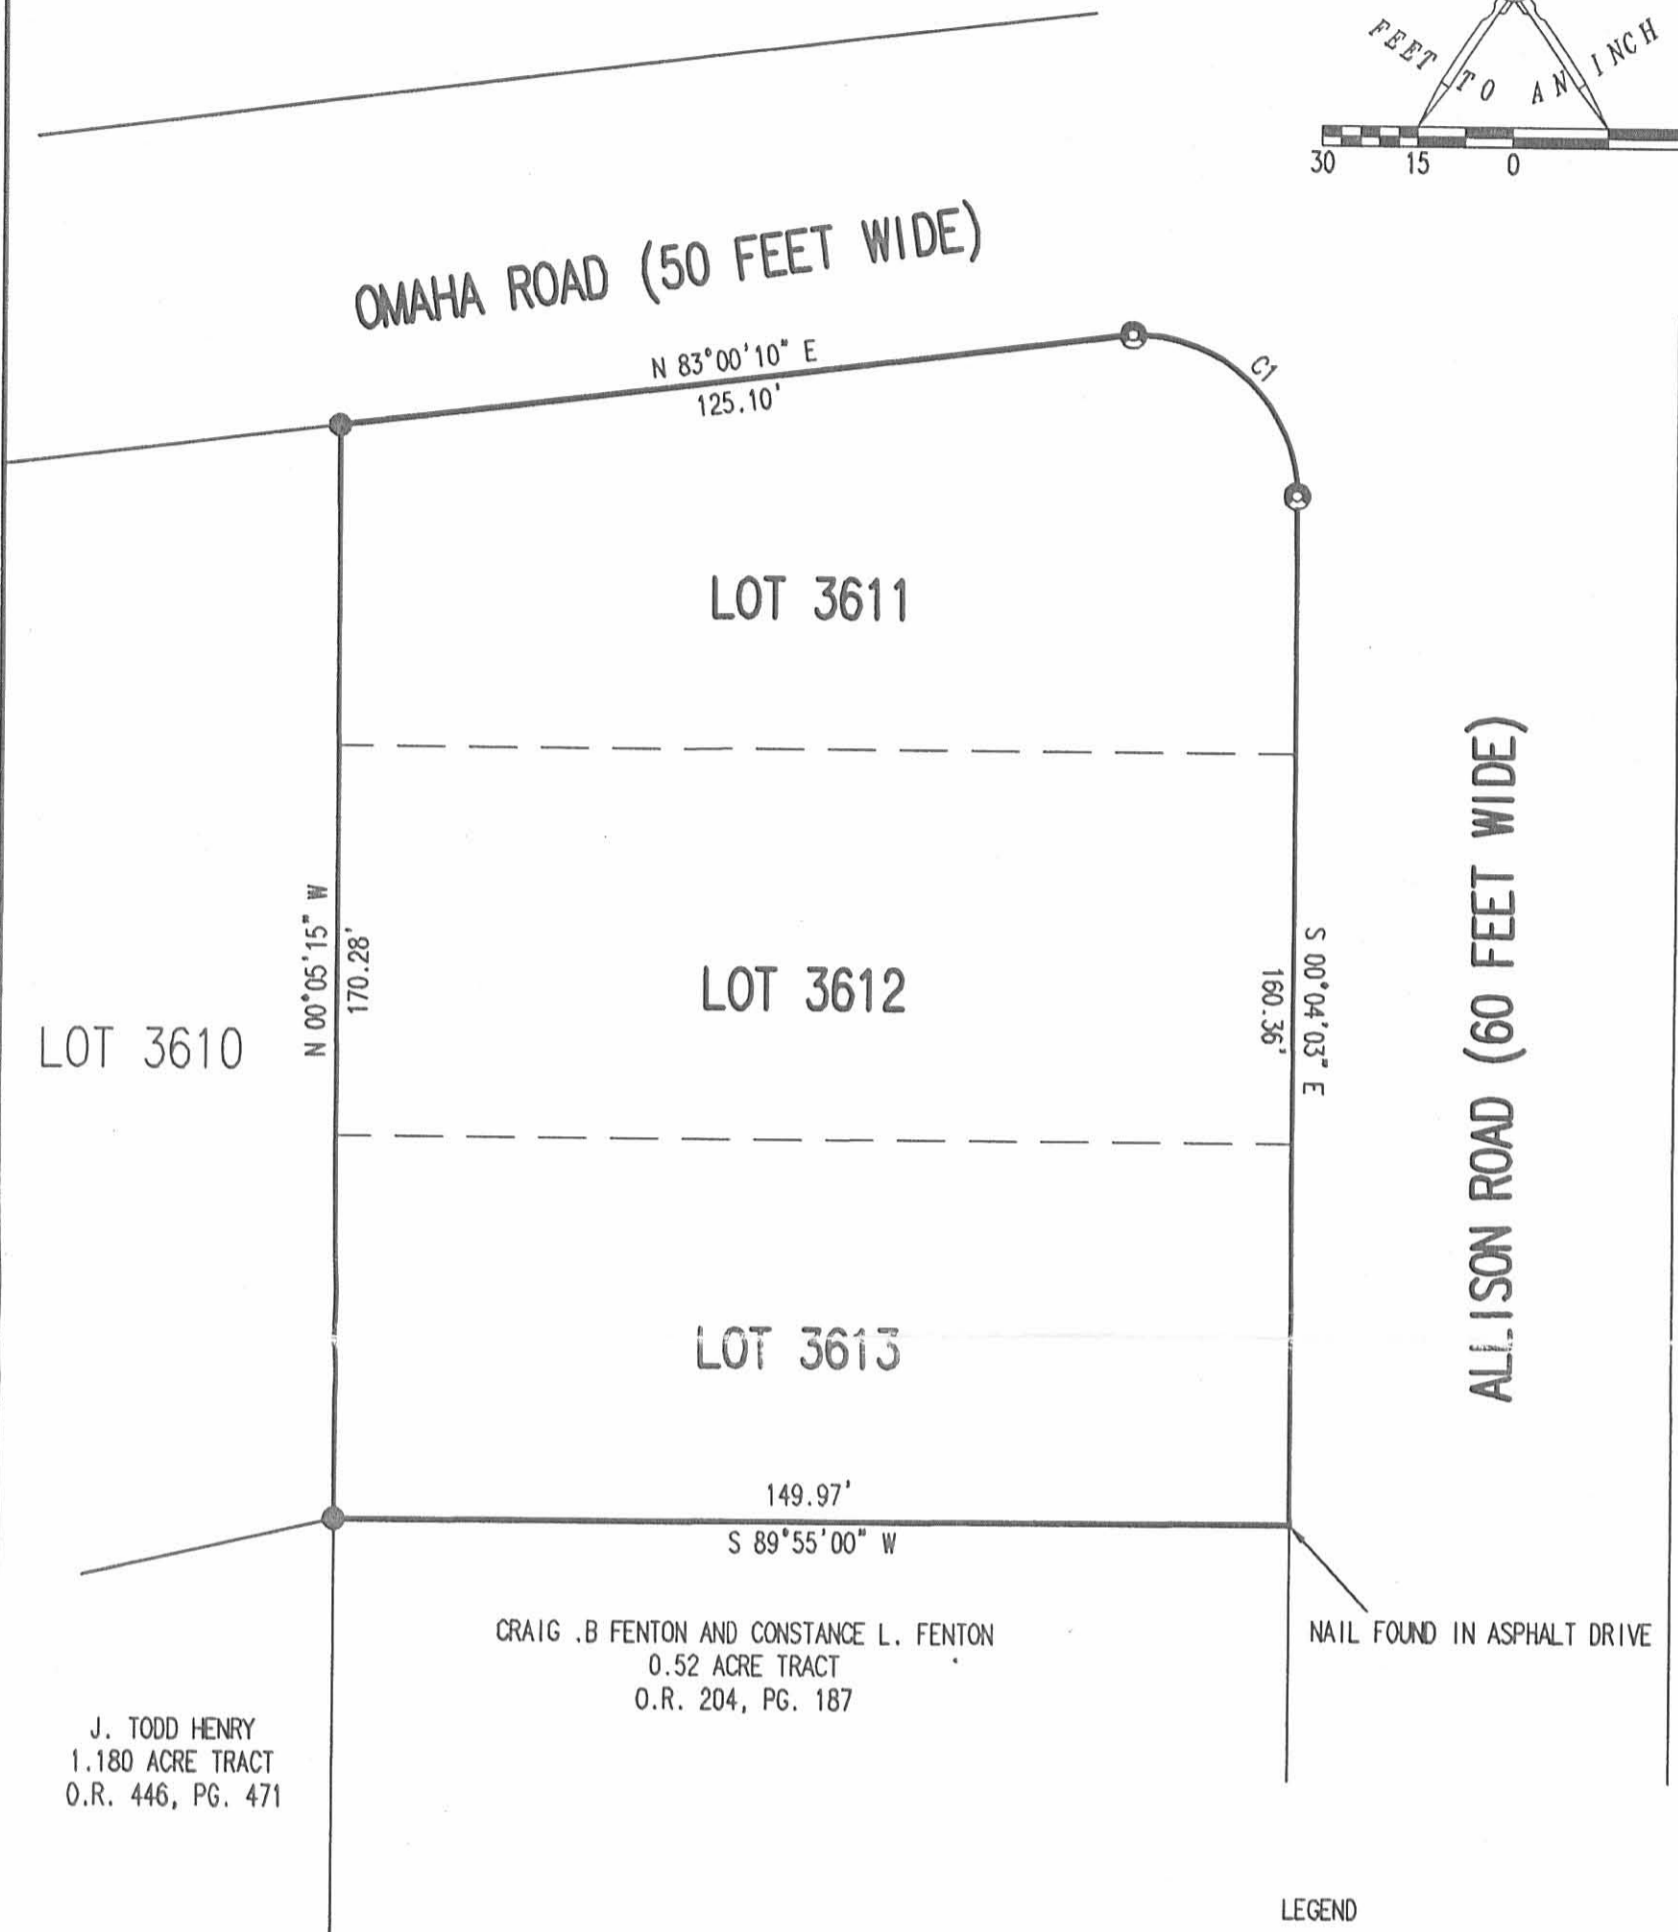 FEET TO AN INCH
30 15 0
OMAHA ROAD (50 FEET WIDE)
N 83°00'10" E
125.10'
C1
LOT 3611
N 00°05'15" W
170.28'
LOT 3610
LOT 3612
160.36'
S 00°04'03" E
ALLISON ROAD (60 FEET WIDE)
LOT 3613
149.97'
S 89°55'00" W
CRAIG .B FENTON AND CONSTANCE L. FENTON
0.52 ACRE TRACT
O.R. 204, PG. 187
NAIL FOUND IN ASPHALT DRIVE
J. TODD HENRY
1.180 ACRE TRACT
O.R. 446, PG. 471
LEGEND